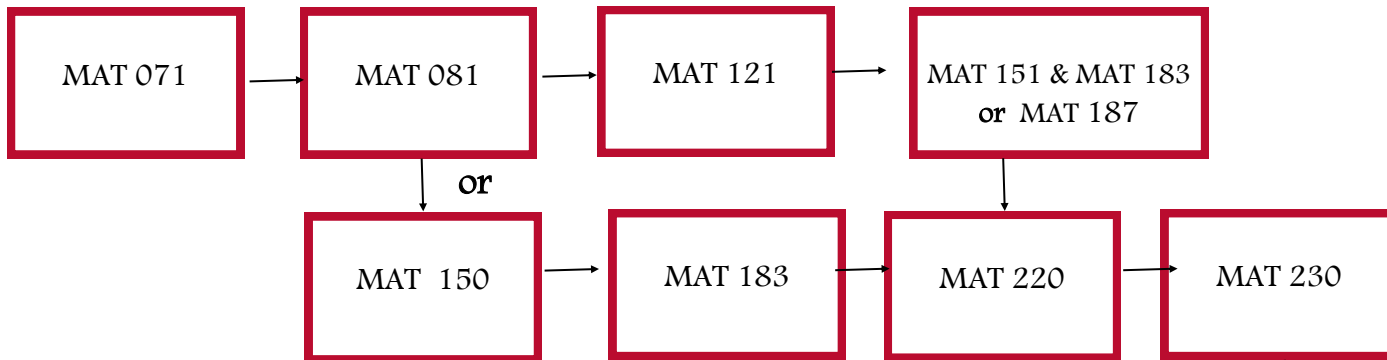 MAT 071
MAT 081
MAT 121
MAT 151 & MAT 183
or MAT 187
or
MAT 150
MAT 183
MAT 220
MAT 230